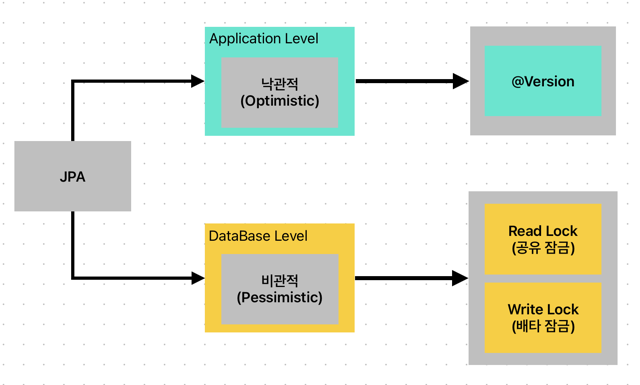 Application Level
낙관적
(Optimistic)
@Version
JPA
DataBase Level
비관적
(Pessimistic)
Read Lock
(공유 잠금)
Write Lock
(배타 잠금)